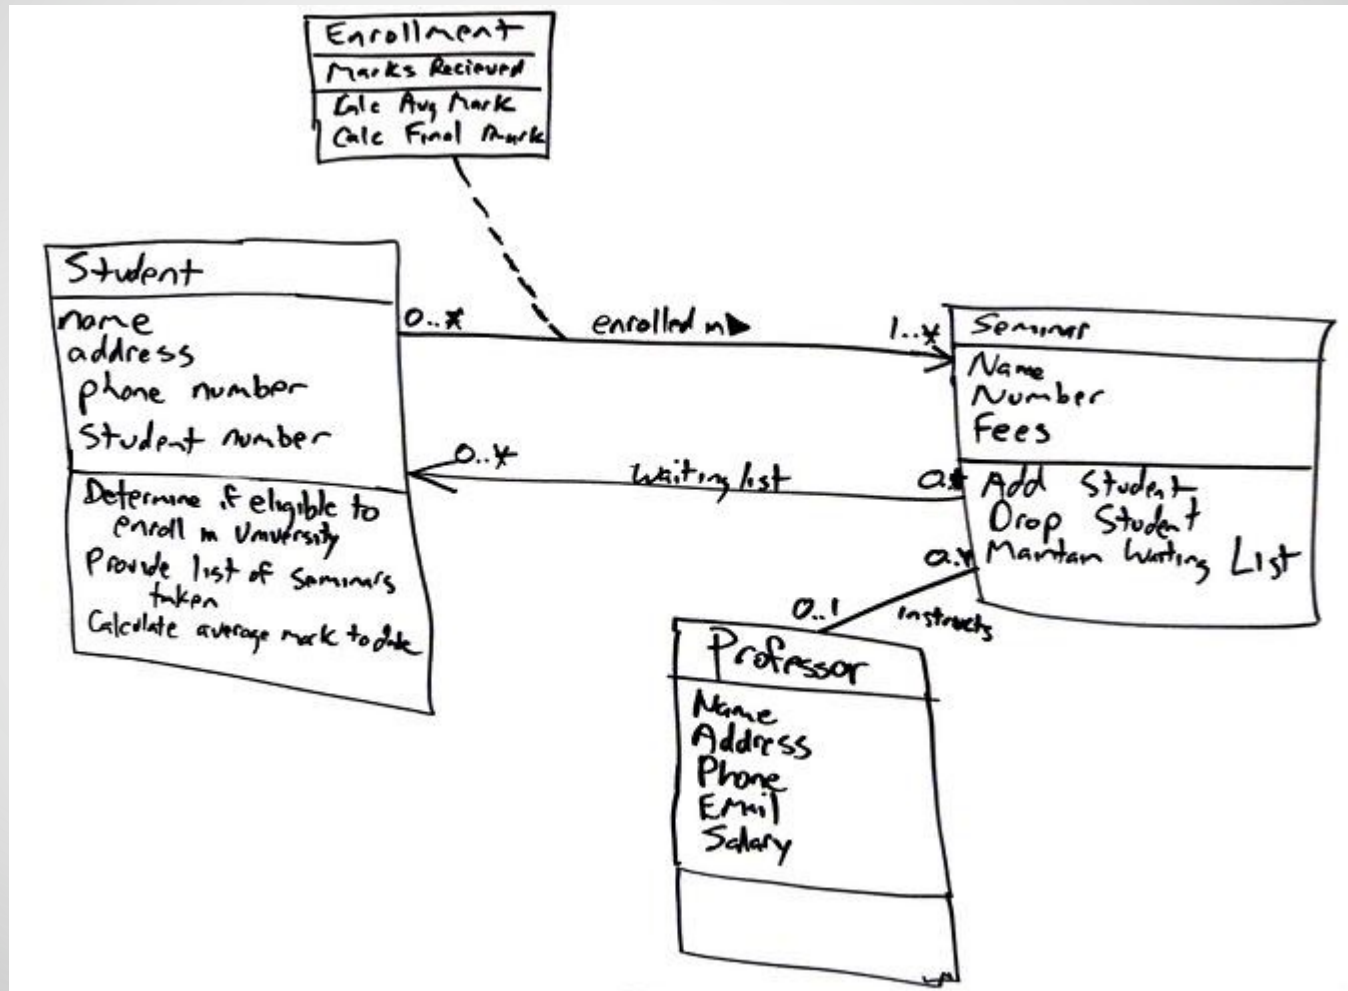 Enrollment
Marks Recieved
Calc Avg Mark
Calc Final Mark
Student
name
address
phone number
Student number
Determine if eligible to
enroll in University
Provide list of seminars
taken
Calculate average mark to date
0..*
enrolled in
1..*
0..*
waiting list
0..*
Seminar
Name
Number
Fees
Add Student
Drop Student
Maintain Waiting List
0..*
instructs
0..1
Professor
Name
Address
Phone
Email
Salary